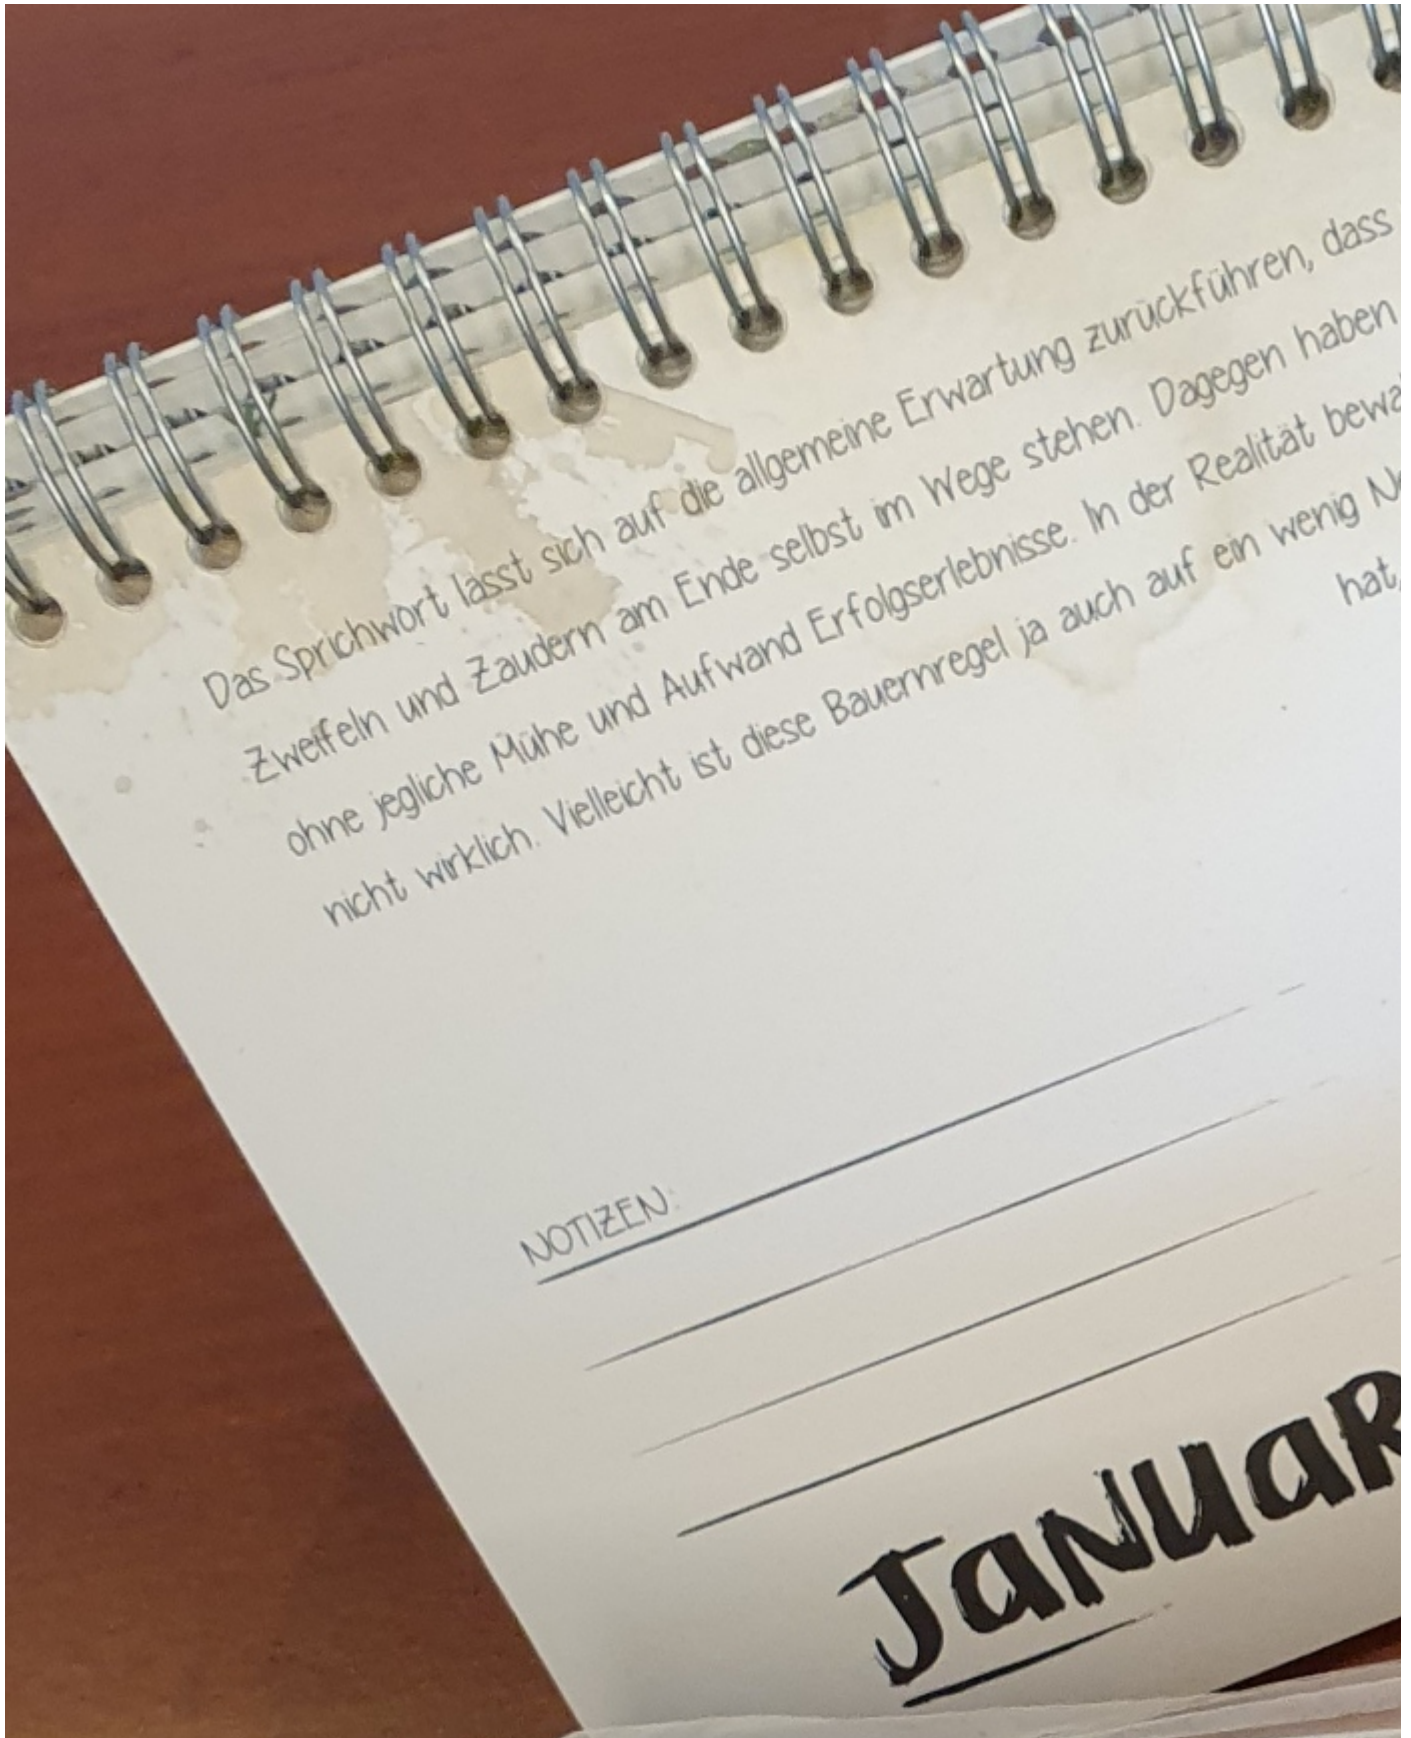 Das Sprichwort lässt sich auf die allgemeine Erwartung zurückführen, dass
Zweifeln und Zaudern am Ende selbst im Wege stehen. Dagegen haben
ohne jegliche Mühe und Aufwand Erfolgserlebnisse. In der Realität
nicht wirklich. Vielleicht ist diese Bauernregel ja auch auf ein wenig
hat,
NOTIZEN:
JANUAR